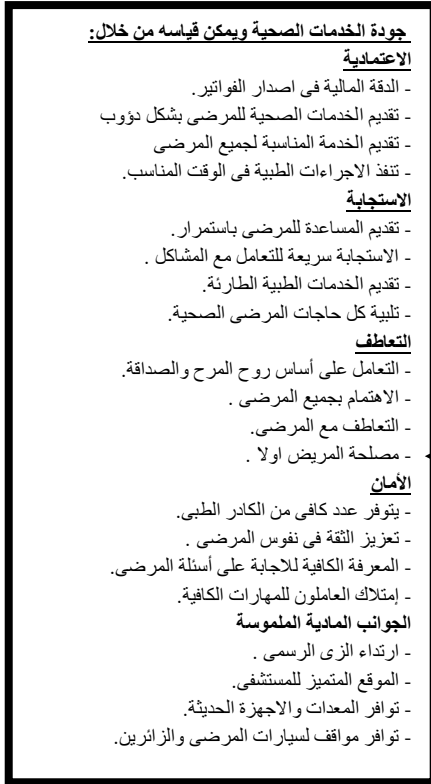 جودة الخدمات الصحية ويمكن قياسه من خلال:
الاعتمادية
- الدقة المالية فى اصدار الفواتير.
- تقديم الخدمات الصحية للمرضى بشكل دؤوب
- تقديم الخدمة المناسبة لجميع المرضى
- تنفذ الاجراءات الطبية فى الوقت المناسب.
الاستجابة
- تقديم المساعدة للمرضى باستمرار.
- الاستجابة سريعة للتعامل مع المشاكل .
- تقديم الخدمات الطبية الطارئة.
- تلبية كل حاجات المرضى الصحية.
التعاطف
- التعامل على أساس روح المرح والصداقة.
- الاهتمام بجميع المرضى .
- التعاطف مع المرضى.
- مصلحة المريض اولا .
الأمان
- يتوفر عدد كافى من الكادر الطبى.
- تعزيز الثقة فى نفوس المرضى .
- المعرفة الكافية للاجابة على أسئلة المرضى.
- إمتلاك العاملون للمهارات الكافية.
الجوانب المادية الملموسة
- ارتداء الزى الرسمى .
- الموقع المتميز للمستشفى.
- توافر المعدات والاجهزة الحديثة.
- توافر مواقف لسيارات المرضى والزائرين.